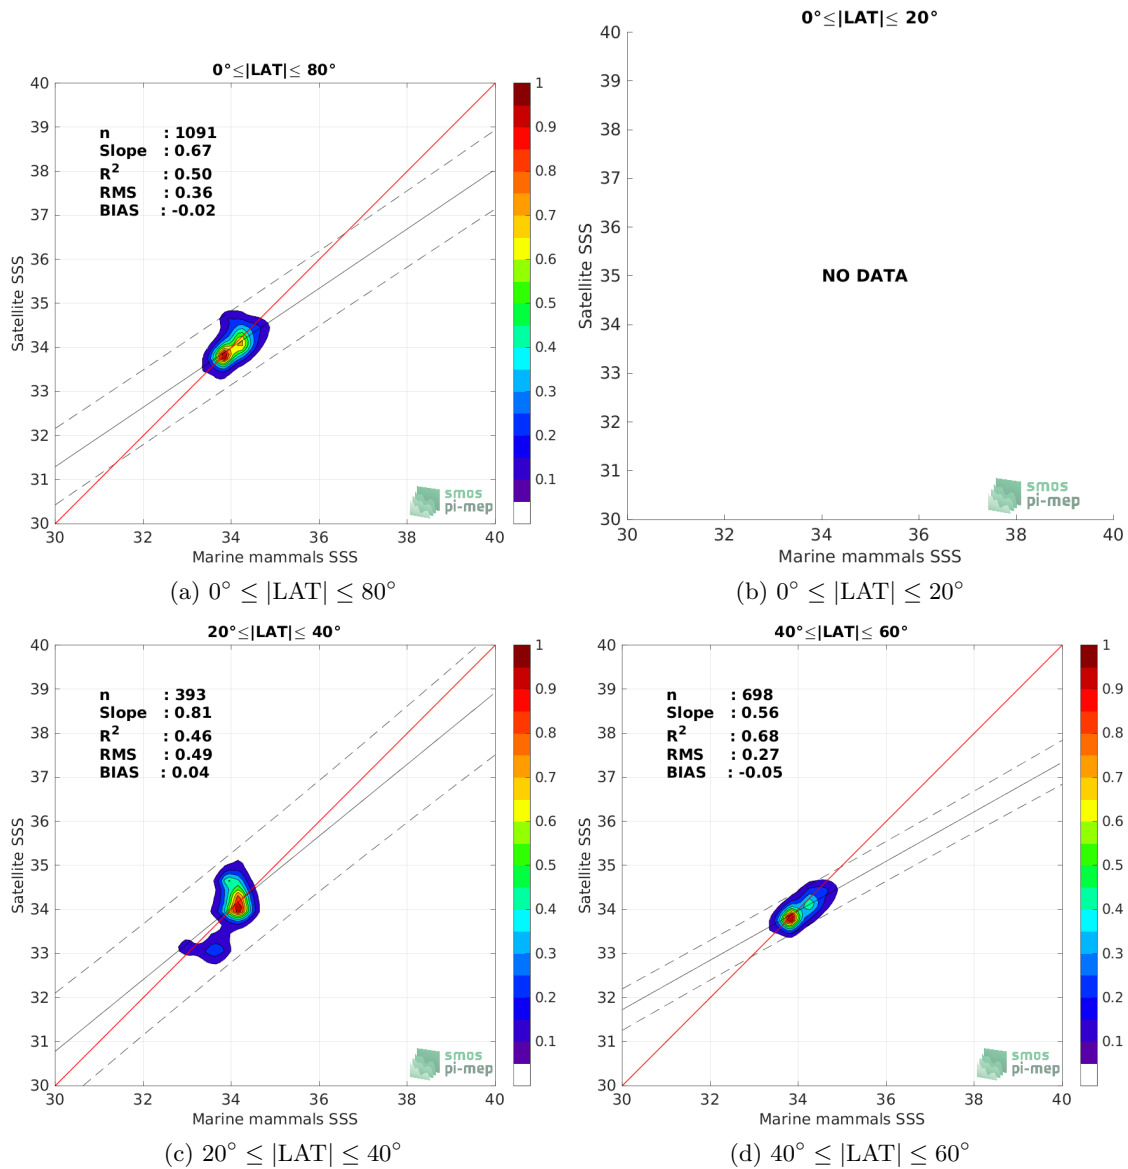 0°≤|LAT|≤ 80°
40
39
38
37
36
35
34
33
32
31
30
Satellite SSS
n : 1091
Slope : 0.67
R² : 0.50
RMS : 0.36
BIAS : -0.02
smos
pi-mep
30 32 34 36 38 40
Marine mammals SSS
1
0.9
0.8
0.7
0.6
0.5
0.4
0.3
0.2
0.1
(a) 0° ≤ |LAT| ≤ 80°
0°≤|LAT|≤ 20°
40
39
38
37
36
35
34
33
32
31
30
Satellite SSS
NO DATA
smos
pi-mep
30 32 34 36 38 40
Marine mammals SSS
(b) 0° ≤ |LAT| ≤ 20°
20°≤|LAT|≤ 40°
40
39
38
37
36
35
34
33
32
31
30
Satellite SSS
n : 393
Slope : 0.81
R² : 0.46
RMS : 0.49
BIAS : 0.04
smos
pi-mep
30 32 34 36 38 40
Marine mammals SSS
1
0.9
0.8
0.7
0.6
0.5
0.4
0.3
0.2
0.1
(c) 20° ≤ |LAT| ≤ 40°
40°≤|LAT|≤ 60°
40
39
38
37
36
35
34
33
32
31
30
Satellite SSS
n : 698
Slope : 0.56
R² : 0.68
RMS : 0.27
BIAS : -0.05
smos
pi-mep
30 32 34 36 38 40
Marine mammals SSS
1
0.9
0.8
0.7
0.6
0.5
0.4
0.3
0.2
0.1
(d) 40° ≤ |LAT| ≤ 60°